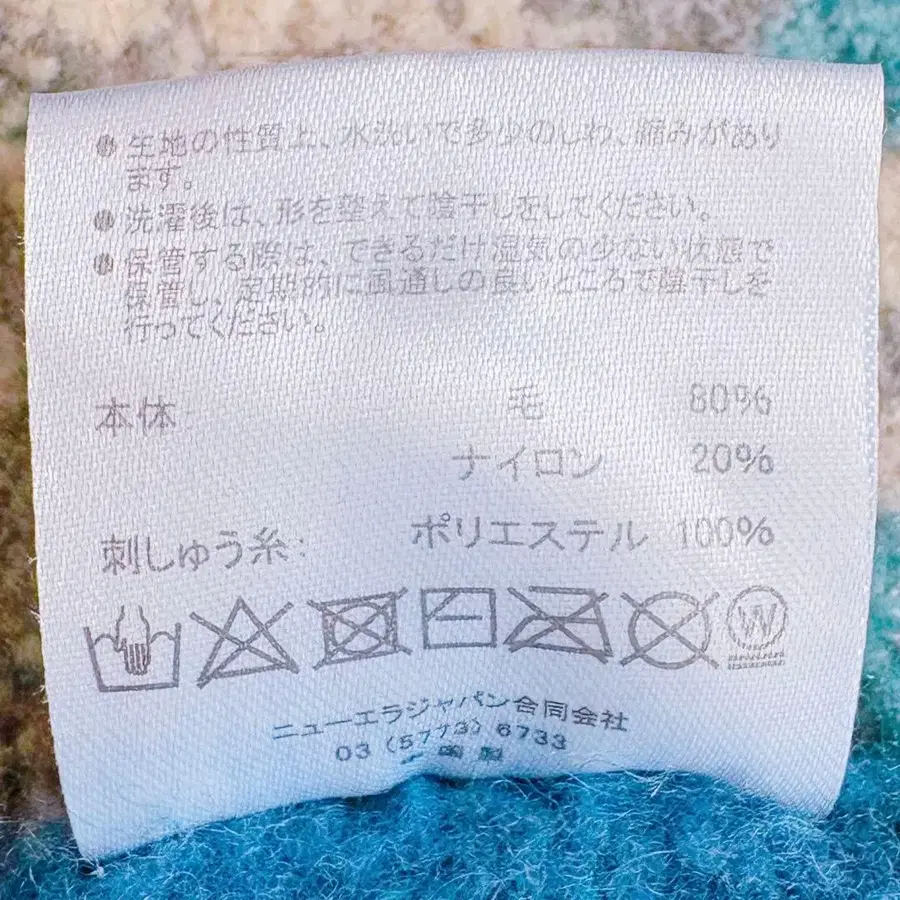 生地の性質上、水洗いで多少のしわ、縮みがあり
ます。
洗濯後は、形を整えて陰干しをしてください。
保管する際は、できるだけ湿気の少ない状態で
保管し、定期的に風通しの良いところで陰干しを
行ってください。
本体 毛 80%
ナイロン 20%
刺しゅう糸: ポリエステル 100%
W
ニューエラジャパン合同会社
03 (5773) 6733